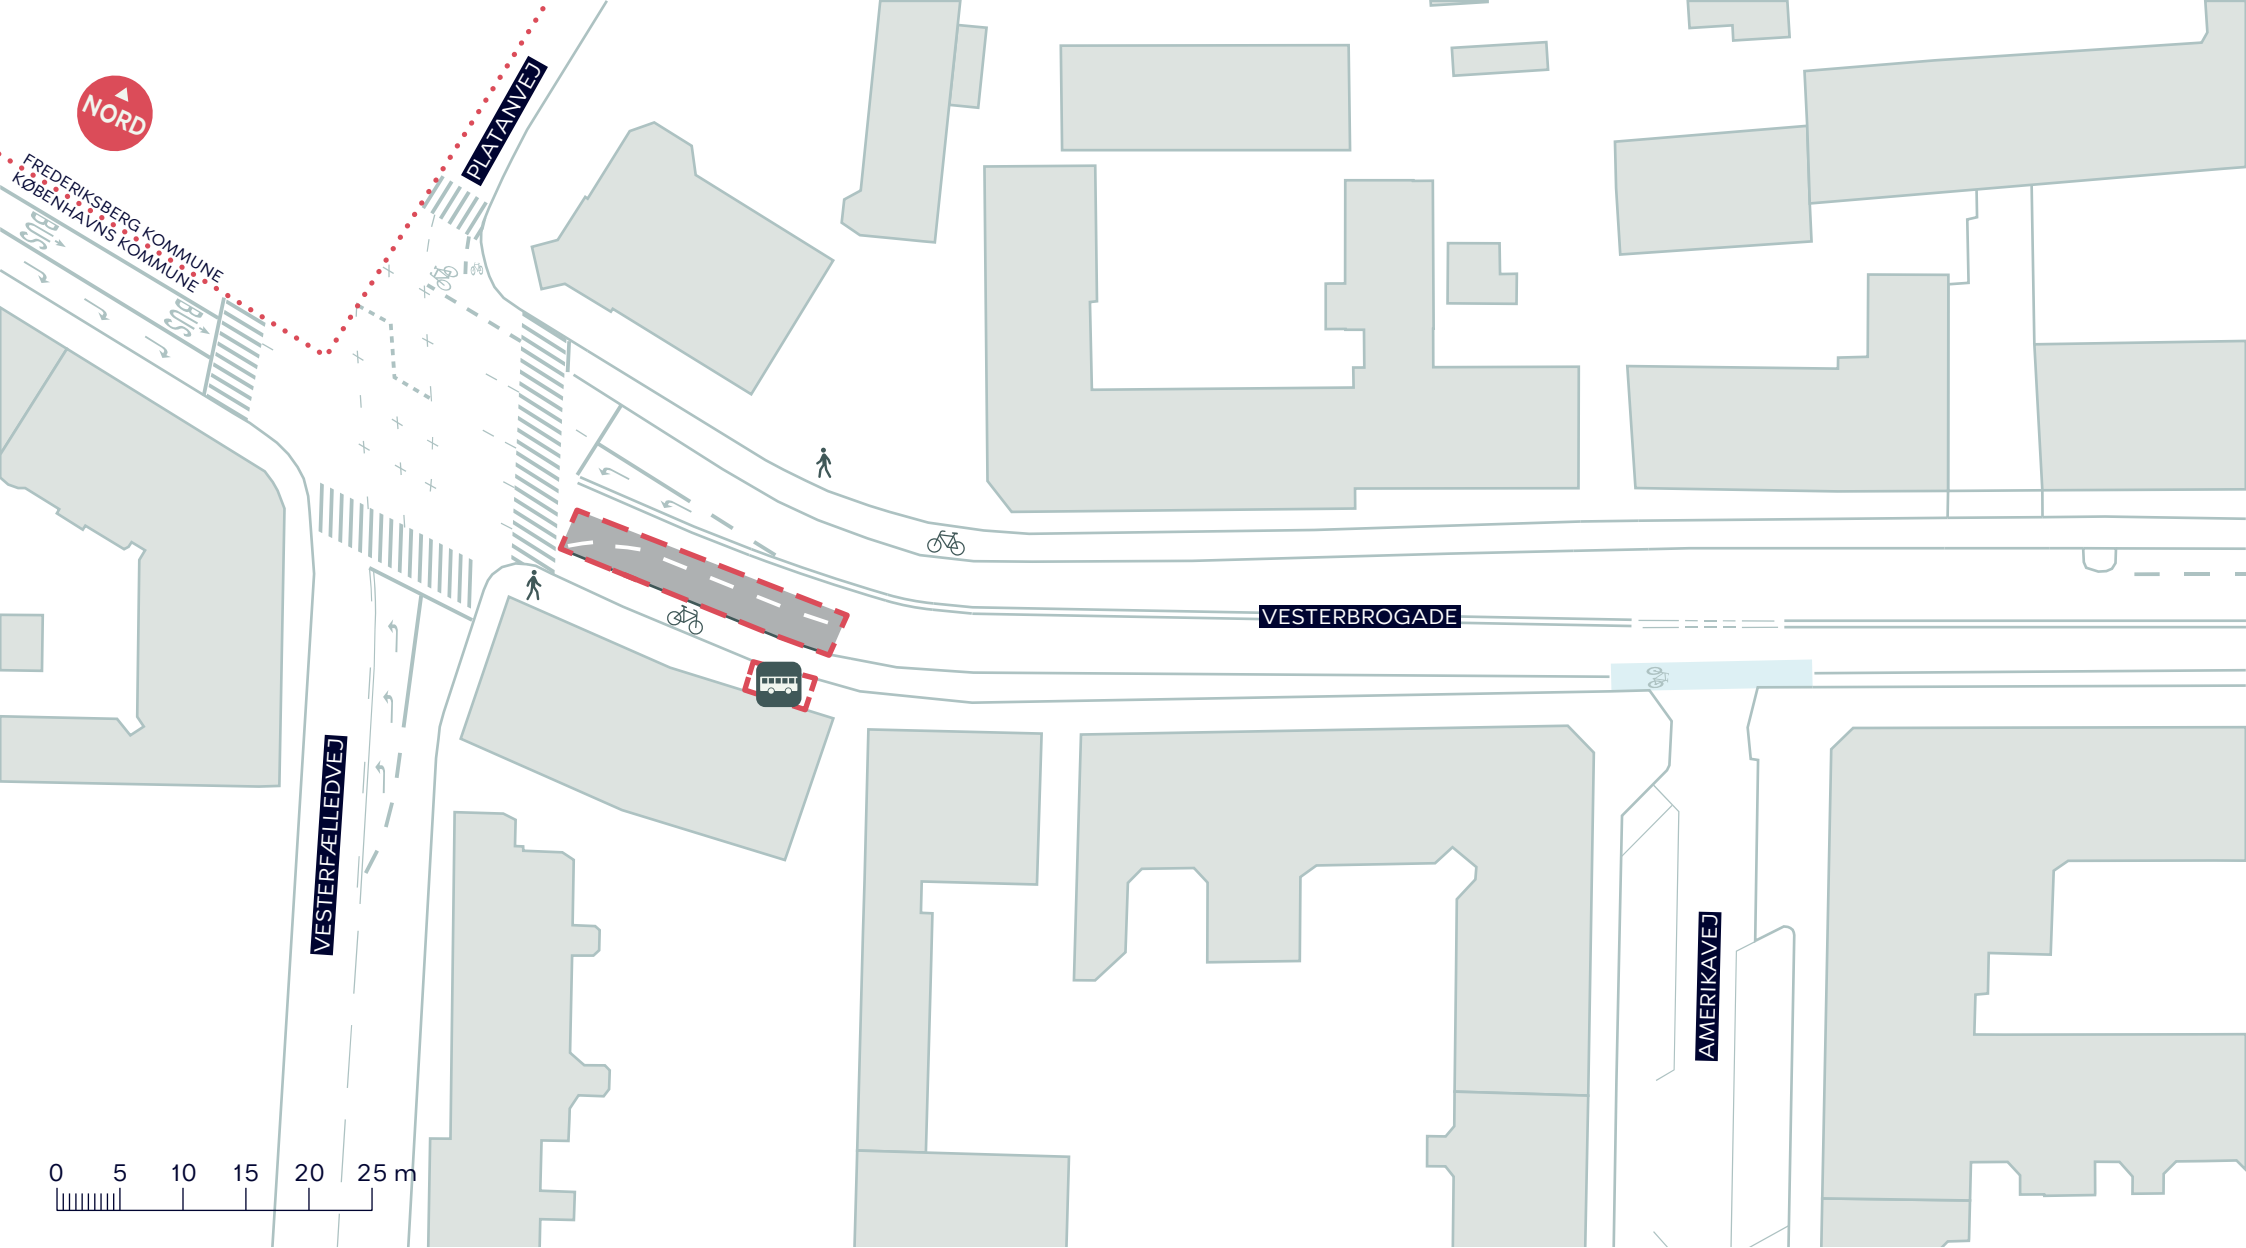 NORD
PLATANVEJ
FREDERIKSBERG KOMMUNE
KØBENHAVNS KOMMUNE
BUS
BUS
VESTERBROGADE
VESTERFÆLLEDVEJ
AMERIKAVEJ
0 5 10 15 20 25 m